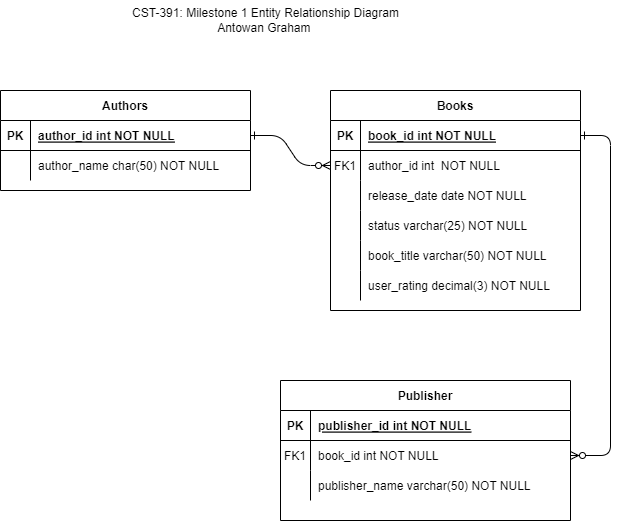 CST-391: Milestone 1 Entity Relationship Diagram
Antowan Graham
Authors
PK author_id int NOT NULL
author_name char(50) NOT NULL
Books
PK book_id int NOT NULL
FK1 author_id int  NOT NULL
release_date date NOT NULL
status varchar(25) NOT NULL
book_title varchar(50) NOT NULL
user_rating decimal(3) NOT NULL
Publisher
PK publisher_id int NOT NULL
FK1 book_id int NOT NULL
publisher_name varchar(50) NOT NULL